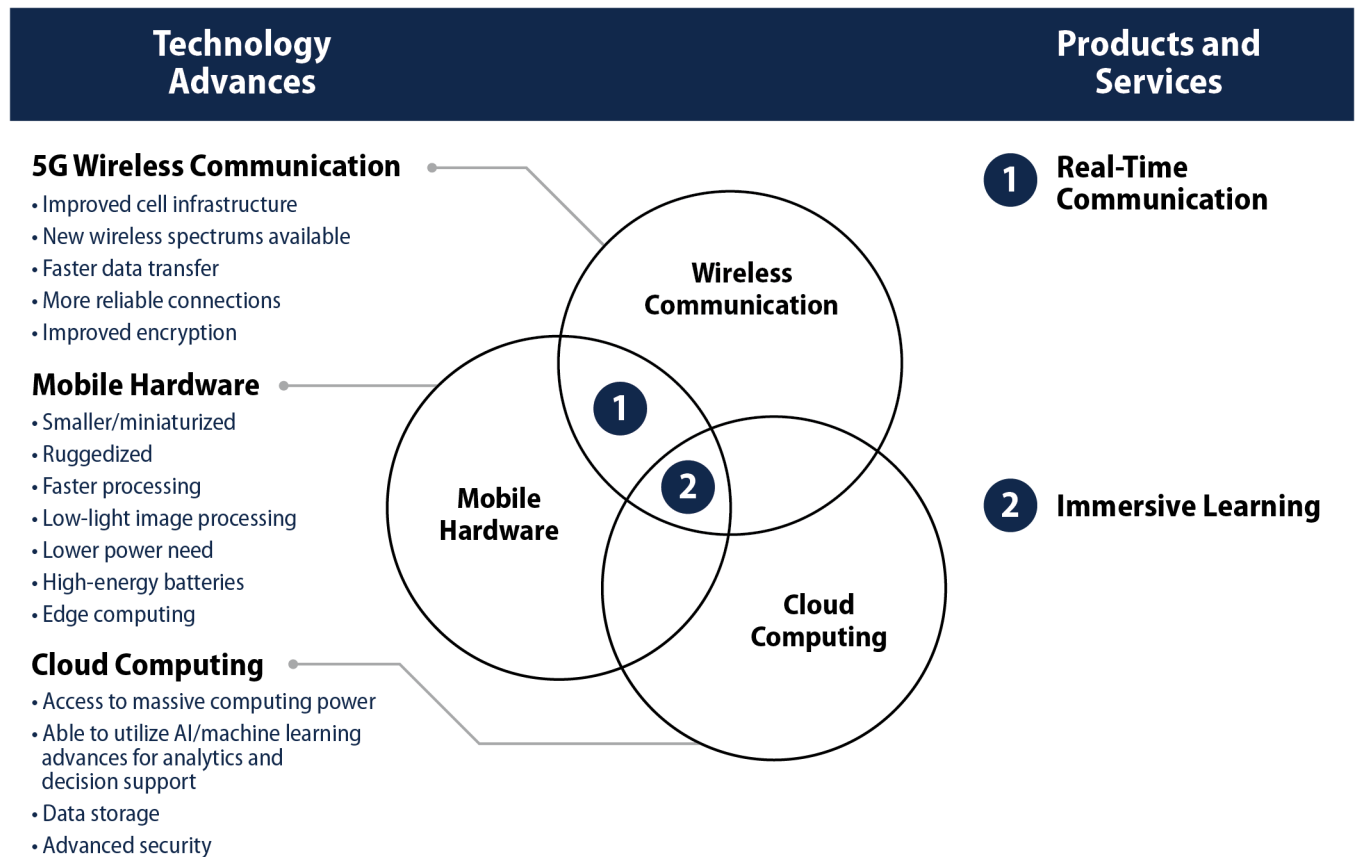 Technology
Advances
Products and
Services
5G Wireless Communication
• Improved cell infrastructure
• New wireless spectrums available
• Faster data transfer
• More reliable connections
• Improved encryption
Mobile Hardware
• Smaller/miniaturized
• Ruggedized
• Faster processing
• Low-light image processing
• Lower power need
• High-energy batteries
• Edge computing
Cloud Computing
• Access to massive computing power
• Able to utilize AI/machine learning
advances for analytics and
decision support
• Data storage
• Advanced security
Wireless
Communication
1
2
Mobile
Hardware
Cloud
Computing
1 Real-Time
Communication
2 Immersive Learning